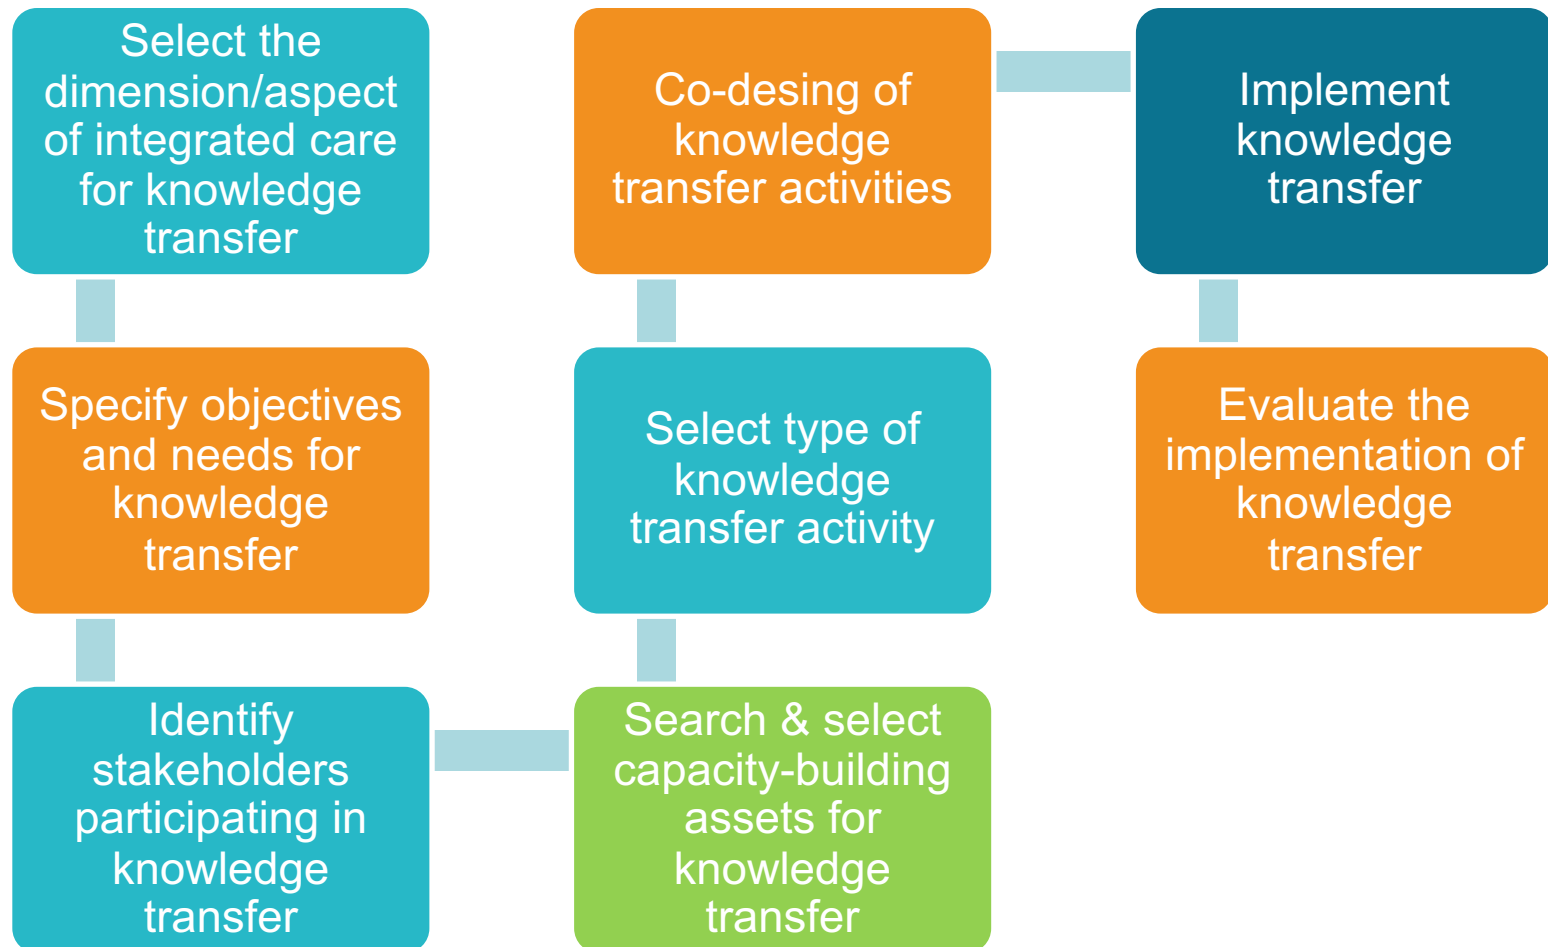 Select the
dimension/aspect
of integrated care
for knowledge
transfer
Specify objectives
and needs for
knowledge
transfer
Identify
stakeholders
participating in
knowledge
transfer
Search & select
capacity-building
assets for
knowledge
transfer
Select type of
knowledge
transfer activity
Co-desing of
knowledge
transfer activities
Implement
knowledge
transfer
Evaluate the
implementation of
knowledge
transfer